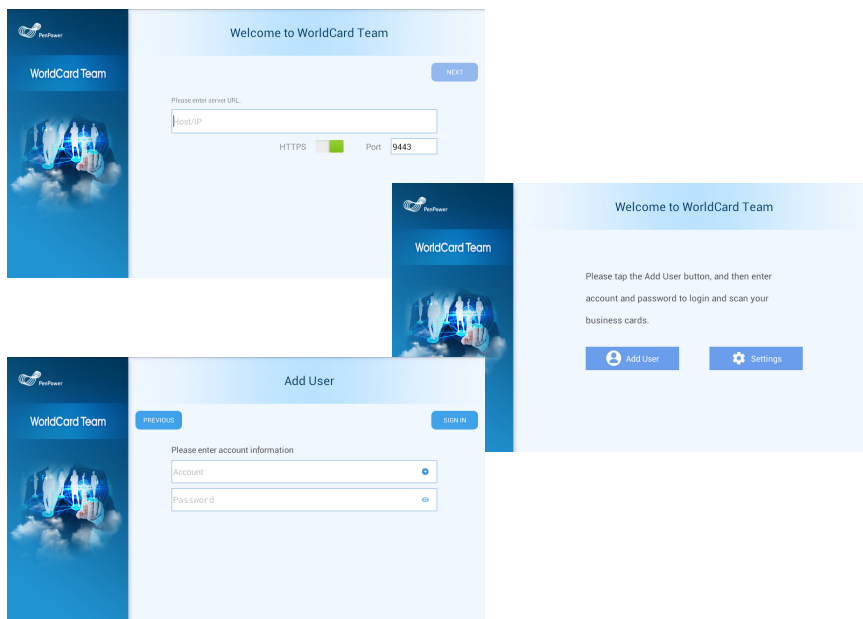 PenPower
Welcome to WorldCard Team
WorldCard Team
NEXT
Please enter server URL.
Host/IP
HTTPS
Port
9443
PenPower
Welcome to WorldCard Team
WorldCard Team
Please tap the Add User button, and then enter
account and password to login and scan your
business cards.
Add User
Settings
PenPower
Add User
WorldCard Team
PREVIOUS
SIGN IN
Please enter account information
Account
Password